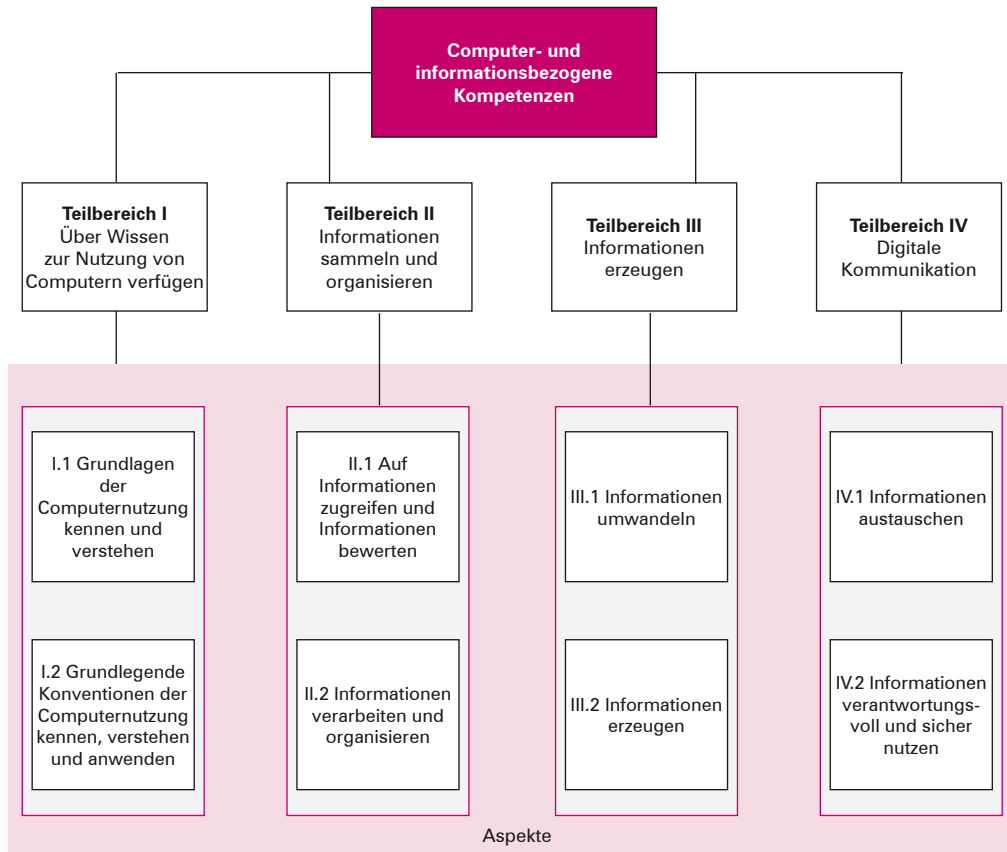 Computer- und
informationsbezogene
Kompetenzen
Teilbereich I
Über Wissen
zur Nutzung von
Computern verfügen
Teilbereich II
Informationen
sammeln und
organisieren
Teilbereich III
Informationen
erzeugen
Teilbereich IV
Digitale
Kommunikation
I.1 Grundlagen
der
Computernutzung
kennen und
verstehen
II.1 Auf
Informationen
zugreifen und
Informationen
bewerten
III.1 Informationen
umwandeln
IV.1 Informationen
austauschen
I.2 Grundlegende
Konventionen der
Computernutzung
kennen, verstehen
und anwenden
II.2 Informationen
verarbeiten und
organisieren
III.2 Informationen
erzeugen
IV.2 Informationen
verantwortungs-
voll und sicher
nutzen
Aspekte